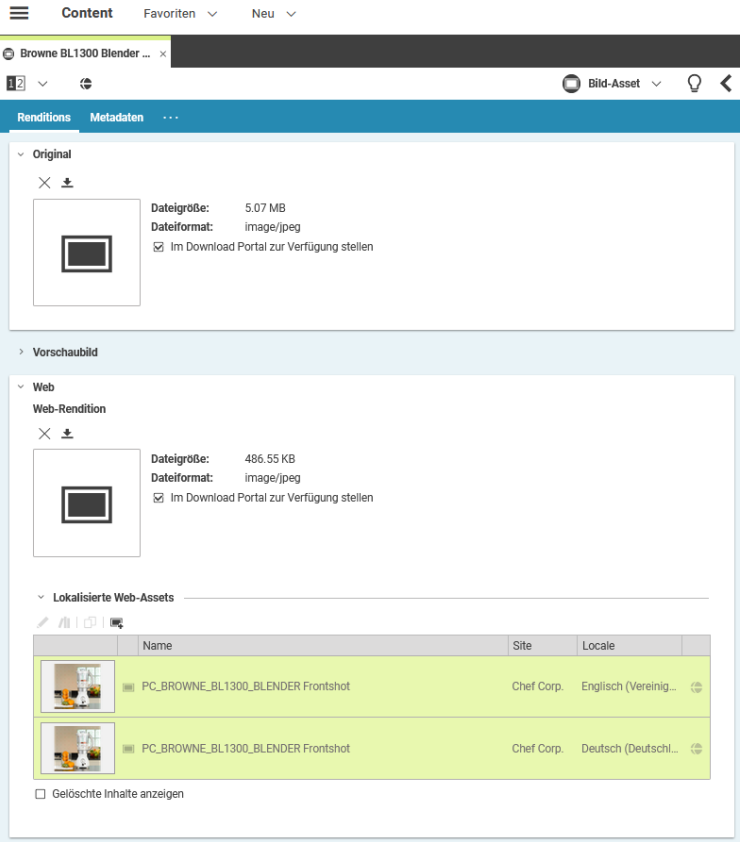 Content Favoriten Neu
Browne BL1300 Blender ...
12
Bild-Asset
Renditions Metadaten ...
Original
Dateigröße: 5.07 MB
Dateiformat: image/jpeg
Im Download Portal zur Verfügung stellen
Vorschaubild
Web
Web-Rendition
Dateigröße: 486.55 KB
Dateiformat: image/jpeg
Im Download Portal zur Verfügung stellen
Lokalisierte Web-Assets
Name Site Locale
PC_BROWNE_BL1300_BLENDER Frontshot Chef Corp. Englisch (Vereinig...
PC_BROWNE_BL1300_BLENDER Frontshot Chef Corp. Deutsch (Deutschl...
Gelöschte Inhalte anzeigen